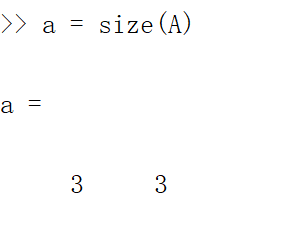 >> a = size(A)
a =
3 3